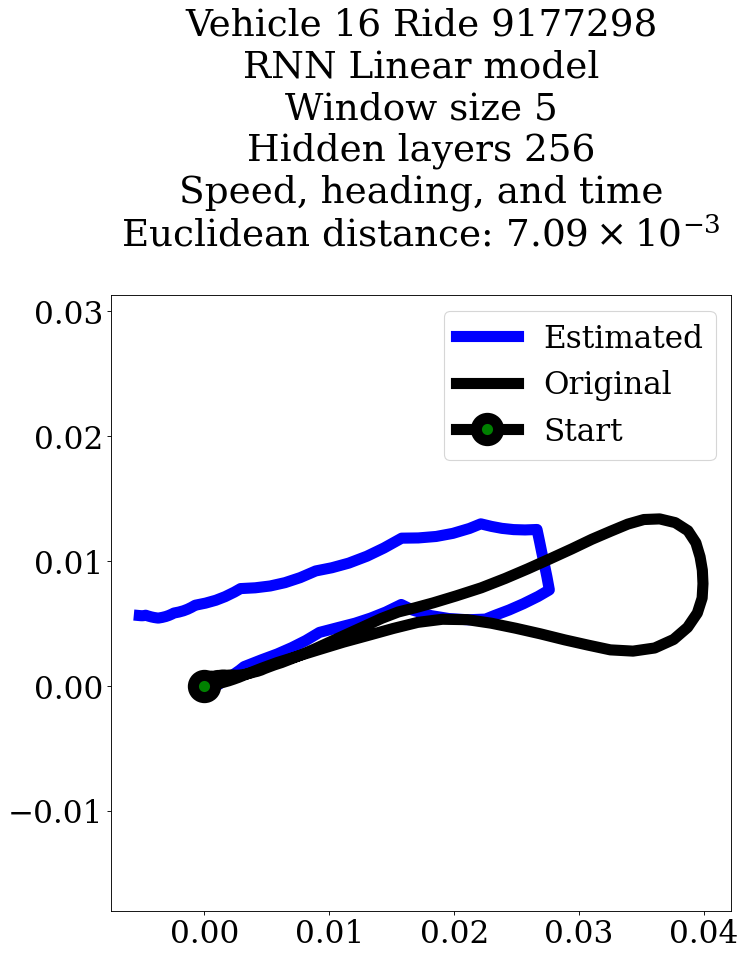 Vehicle 16 Ride 9177298
RNN Linear model
Window size 5
Hidden layers 256
Speed, heading, and time
Euclidean distance: 7.09 × 10⁻³
Estimated
Original
Start
0.03
0.02
0.01
0.00
−0.01
0.00 0.01 0.02 0.03 0.04